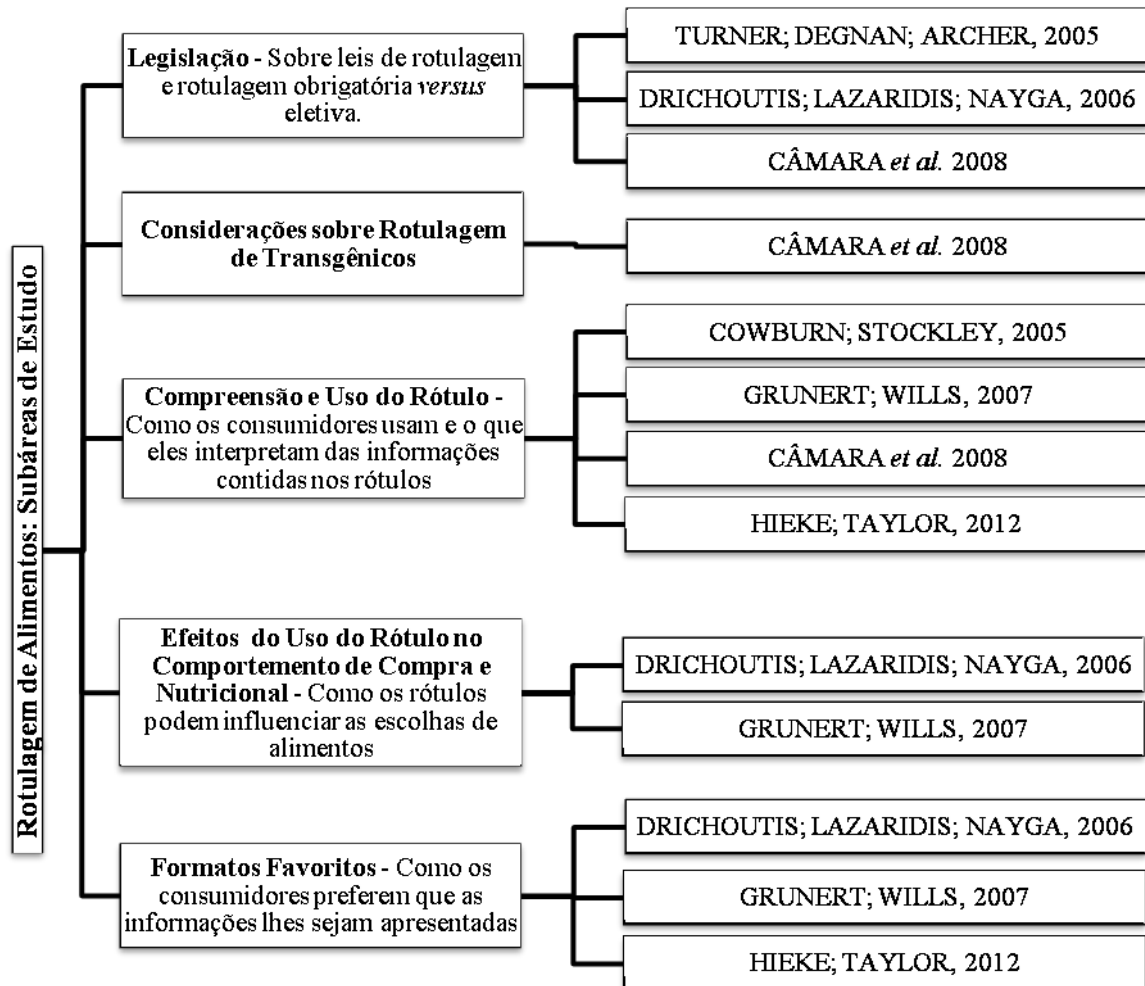 Rotulagem de Alimentos: Subáreas de Estudo
Legislação - Sobre leis de rotulagem
e rotulagem obrigatória versus
eletiva.
TURNER; DEGNAN; ARCHER, 2005
DRICHOUTIS; LAZARIDIS; NAYGA, 2006
CÂMARA et al. 2008
Considerações sobre Rotulagem
de Transgênicos
CÂMARA et al. 2008
Compreensão e Uso do Rótulo -
Como os consumidores usam e o que
eles interpretam das informações
contidas nos rótulos
COWBURN; STOCKLEY, 2005
GRUNERT; WILLS, 2007
CÂMARA et al. 2008
HIEKE; TAYLOR, 2012
Efeitos do Uso do Rótulo no
Comportemento de Compra e
Nutricional - Como os rótulos
podem influenciar as escolhas de
alimentos
DRICHOUTIS; LAZARIDIS; NAYGA, 2006
GRUNERT; WILLS, 2007
Formatos Favoritos - Como os
consumidores preferem que as
informações lhes sejam apresentadas
DRICHOUTIS; LAZARIDIS; NAYGA, 2006
GRUNERT; WILLS, 2007
HIEKE; TAYLOR, 2012